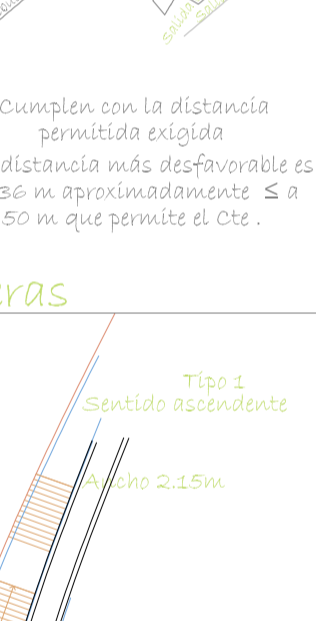 Salida
Cumplen con la distancia
permitida exigida
distancia más desfavorable es
36 m aproximadamente ≤ a
50 m que permite el Cte .
Tipo 1
Sentido ascendente
Ancho 2.15m